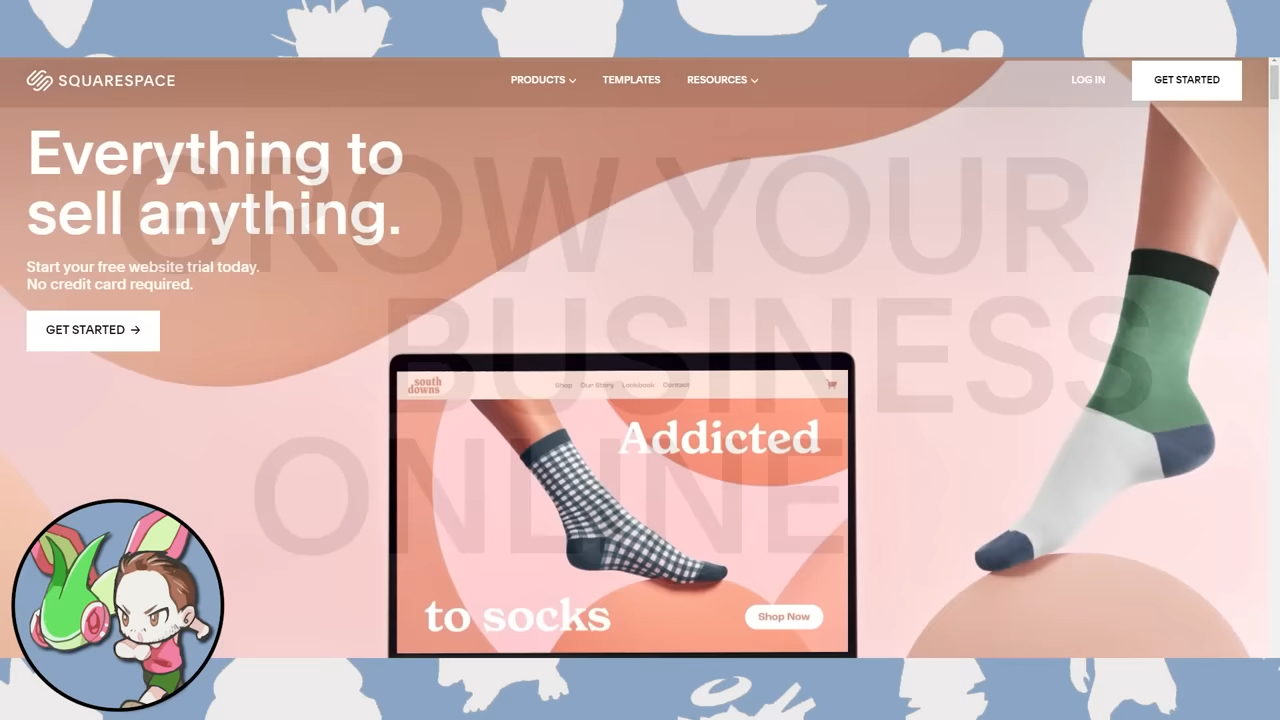 SQUARESPACE
PRODUCTS
TEMPLATES
RESOURCES
LOG IN
GET STARTED
Everything to
sell anything.
Start your free website trial today.
No credit card required.
GET STARTED →
GROW YOUR
BUSINESS
ONLINE
south
downs
Shop Our Story Lookbook Contact
Addicted
to socks
Shop Now